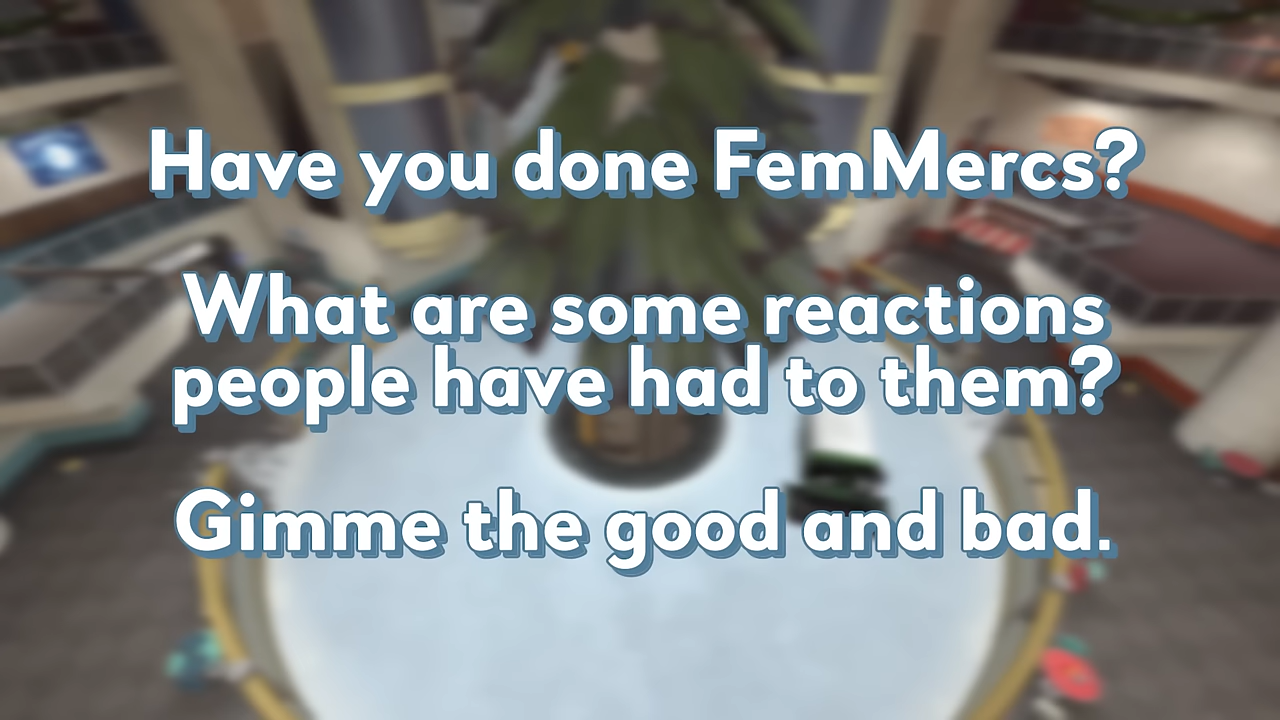 Have you done FemMercs?
What are some reactions
people have had to them?
Gimme the good and bad.